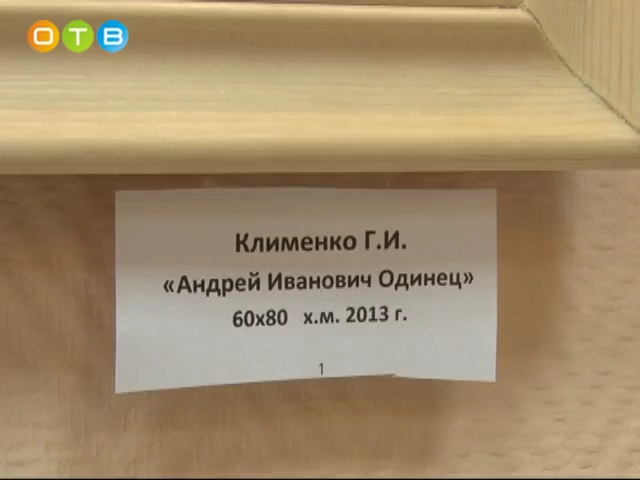 ОТВ
Клименко Г.И.
«Андрей Иванович Одинец»
60х80 х.м. 2013 г.
1